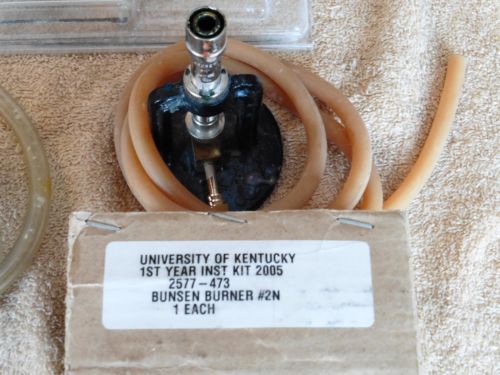 UNIVERSITY OF KENTUCKY
1ST YEAR INST KIT 2005
2577-473
BUNSEN BURNER #2N
1 EACH